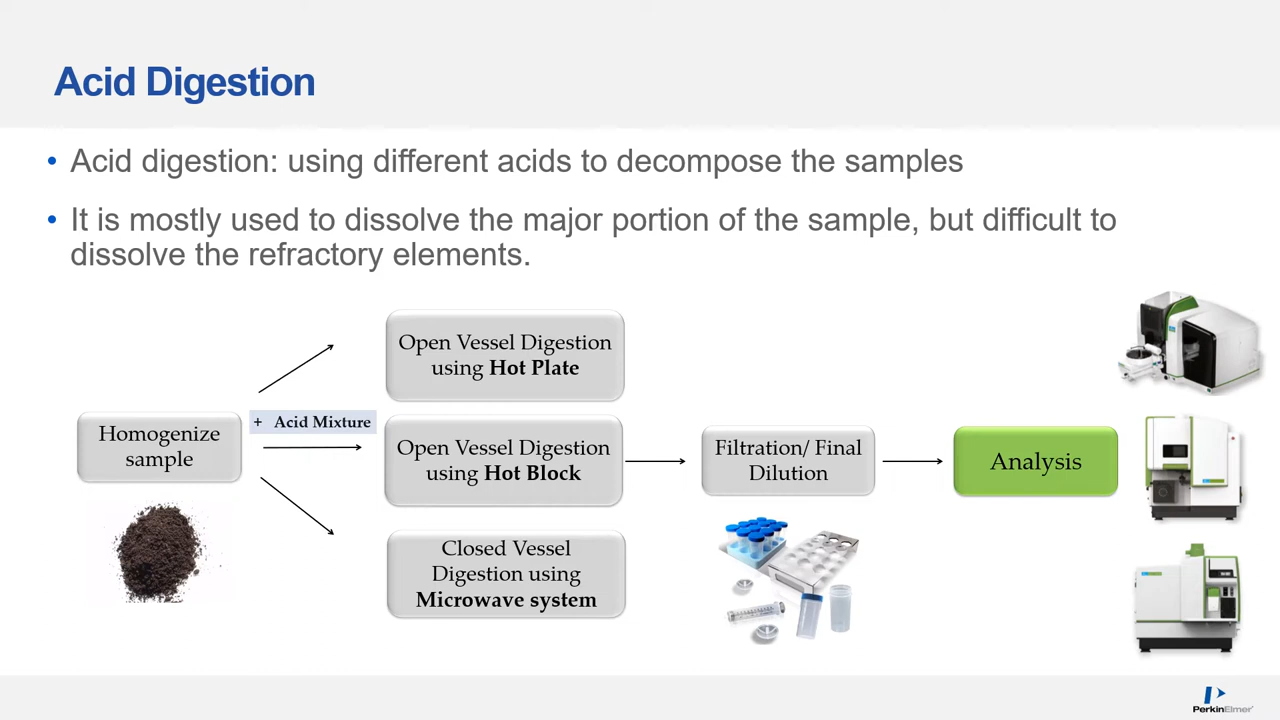 Acid Digestion
• Acid digestion: using different acids to decompose the samples
• It is mostly used to dissolve the major portion of the sample, but difficult to
dissolve the refractory elements.
Homogenize
sample
+ Acid Mixture
Open Vessel Digestion
using Hot Plate
Open Vessel Digestion
using Hot Block
Closed Vessel
Digestion using
Microwave system
Filtration/ Final
Dilution
Analysis
PerkinElmer